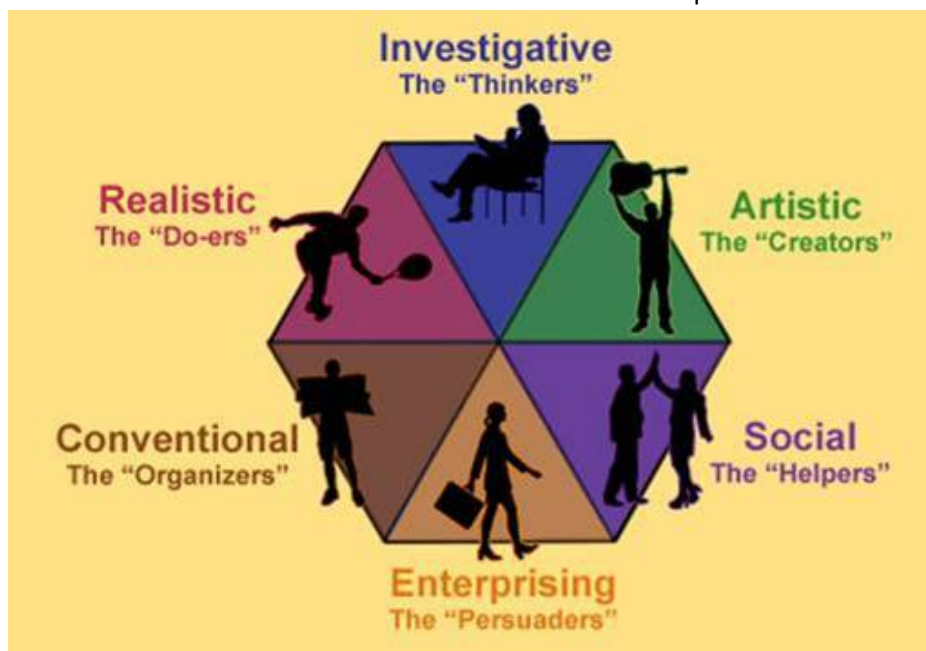 Investigative
The “Thinkers”
Realistic
The “Do-ers”
Artistic
The “Creators”
Conventional
The “Organizers”
Social
The “Helpers”
Enterprising
The “Persuaders”